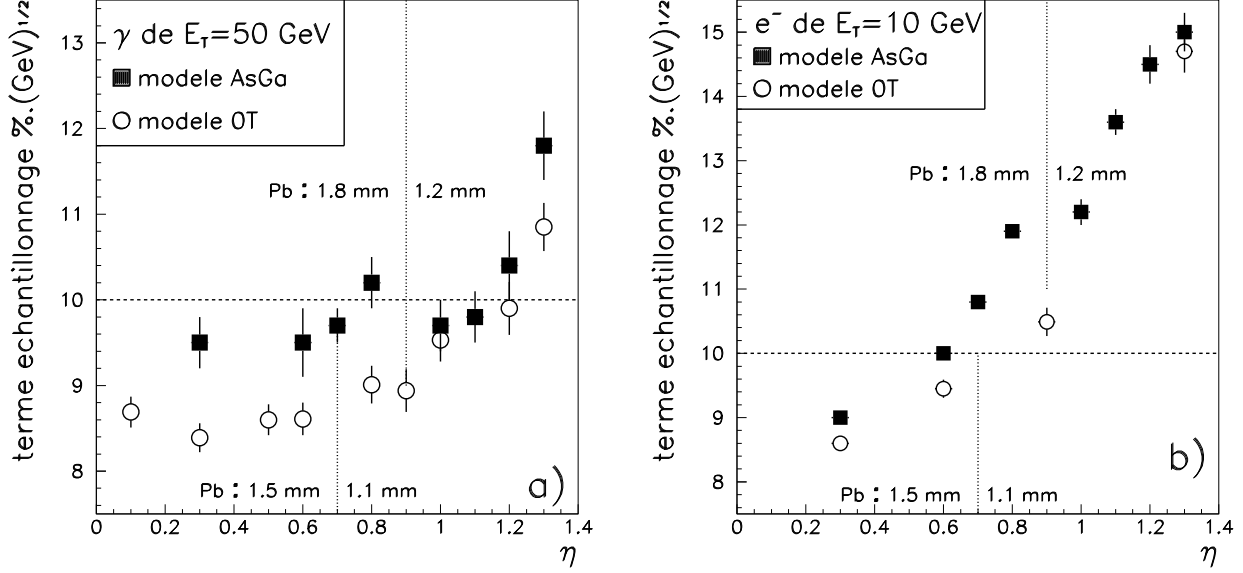 terme echantillonnage %.(GeV)^1/2
γ de E_T=50 GeV
modele AsGa
modele OT
13
12
11
10
9
8
Pb : 1.8 mm
1.2 mm
Pb : 1.5 mm
1.1 mm
a)
0 0.2 0.4 0.6 0.8 1 1.2 1.4
η
terme echantillonnage %.(GeV)^1/2
e⁻ de E_T=10 GeV
modele AsGa
modele OT
15
14
13
12
11
10
9
8
Pb : 1.8 mm
1.2 mm
Pb : 1.5 mm
1.1 mm
b)
0 0.2 0.4 0.6 0.8 1 1.2 1.4
η